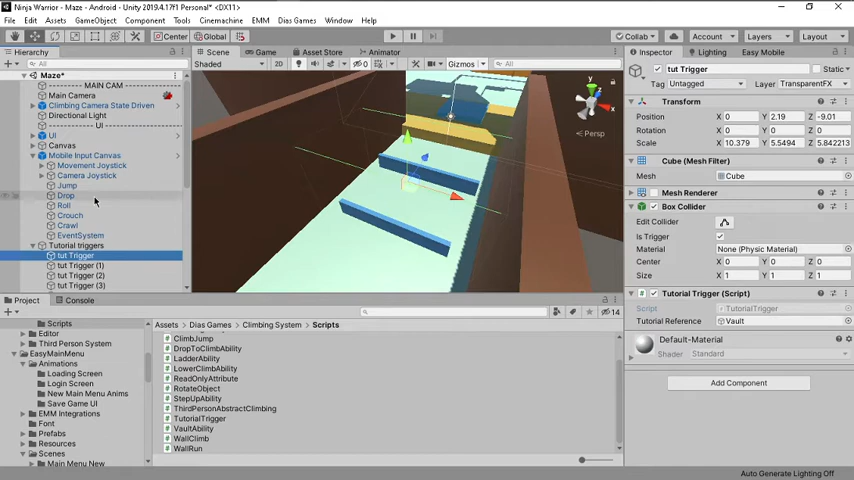 Ninja Warrior - Maze - Android - Unity 2019.4.17f1 Personal* <DX11>
File Edit Assets GameObject Component Tools Cinemachine EMM Dias Games Window Help
Center Global Collab Account Layers Layout
Hierarchy
All
Maze*
---------- MAIN CAM ----------
Main Camera
Climbing Camera State Driven
Directional Light
UI
Canvas
Mobile Input Canvas
Movement Joystick
Camera Joystick
Jump
Drop
Roll
Crouch
Crawl
EventSystem
Tutorial triggers
tut Trigger
tut Trigger (1)
tut Trigger (2)
tut Trigger (3)
Scene Game Asset Store Animator
Shaded 2D 0 Gizmos All
y
x
Persp
Inspector Lighting Easy Mobile
tut Trigger Static
Tag Untagged Layer TransparentFX
Transform
Position X 0 Y 2.19 Z -9.01
Rotation X 0 Y 0 Z 0
Scale X 10.379 Y 5.5494 Z 5.842213
Cube (Mesh Filter)
Mesh Cube
Mesh Renderer
Box Collider
Edit Collider
Is Trigger
Material None (Physic Material)
Center X 0 Y 0 Z 0
Size X 1 Y 1 Z 1
Tutorial Trigger (Script)
Script TutorialTrigger
Tutorial Reference Vault
Default-Material
Shader Standard
Add Component
Project Console
14
Scripts
Editor
Third Person System
EasyMainMenu
Animations
Loading Screen
Login Screen
New Main Menu Anims
Save Game UI
EMMM Integrations
Font
Prefabs
Resources
Scenes
Main Menu New
Assets > Dias Games > Climbing System > Scripts
ClimbJump
DropToClimbAbility
LadderAbility
LowerClimbAbility
ReadOnlyAttribute
RotateObject
StepUpAbility
ThirdPersonAbstractClimbing
TutorialTrigger
VaultAbility
WallClimb
WallRun
Auto Generate Lighting Off